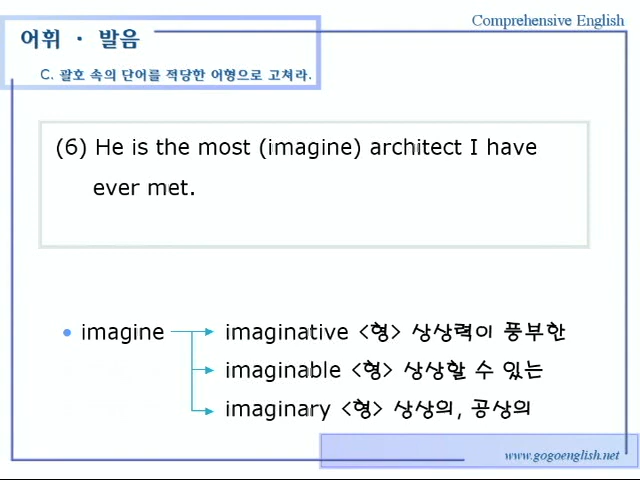 Comprehensive English
어휘 · 발음
C. 괄호 속의 단어를 적당한 어형으로 고쳐라.
(6) He is the most (imagine) architect I have
ever met.
• imagine → imaginative <형> 상상력이 풍부한
imaginable <형> 상상할 수 있는
imaginary <형> 상상의, 공상의
www.gogoenglish.net